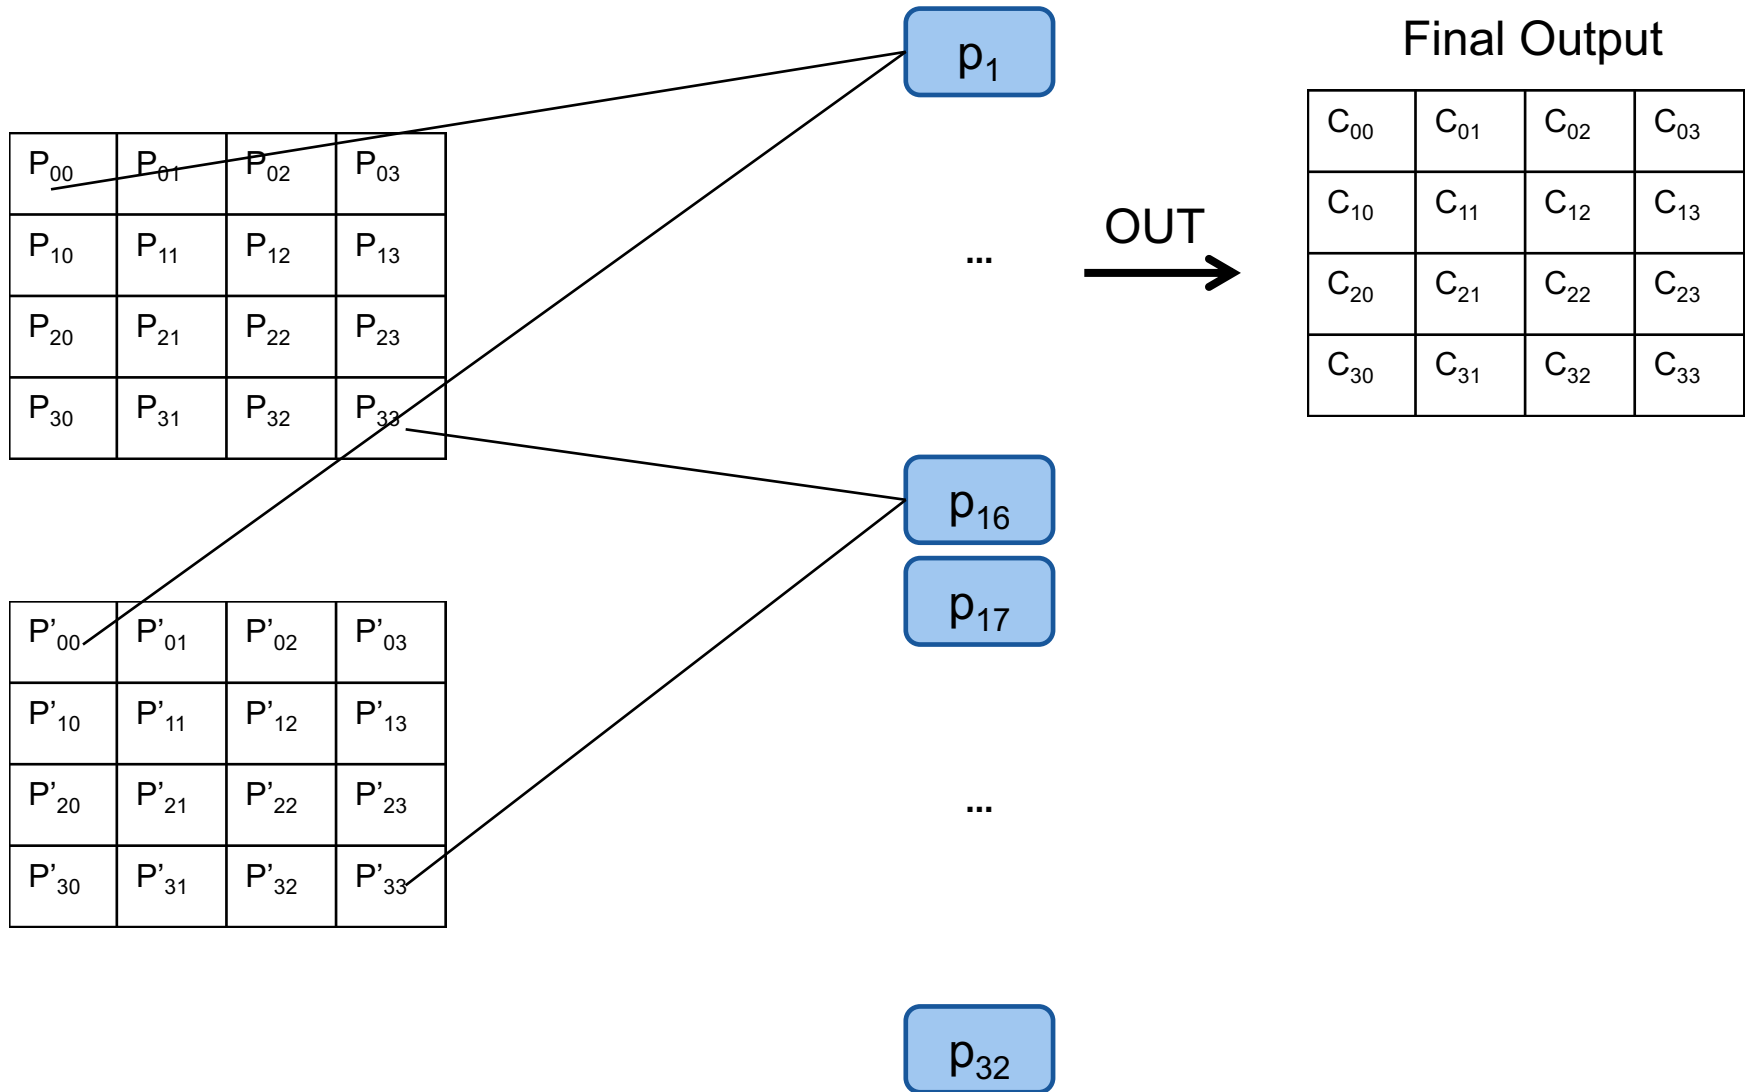 p₁
Final Output
P₀₀ P₀₁ P₀₂ P₀₃
P₁₀ P₁₁ P₁₂ P₁₃
P₂₀ P₂₁ P₂₂ P₂₃
P₃₀ P₃₁ P₃₂ P₃₃
...
OUT
C₀₀ C₀₁ C₀₂ C₀₃
C₁₀ C₁₁ C₁₂ C₁₃
C₂₀ C₂₁ C₂₂ C₂₃
C₃₀ C₃₁ C₃₂ C₃₃
p₁₆
p₁₇
P’₀₀ P’₀₁ P’₀₂ P’₀₃
P’₁₀ P’₁₁ P’₁₂ P’₁₃
P’₂₀ P’₂₁ P’₂₂ P’₂₃
P’₃₀ P’₃₁ P’₃₂ P’₃₃
...
p₃₂